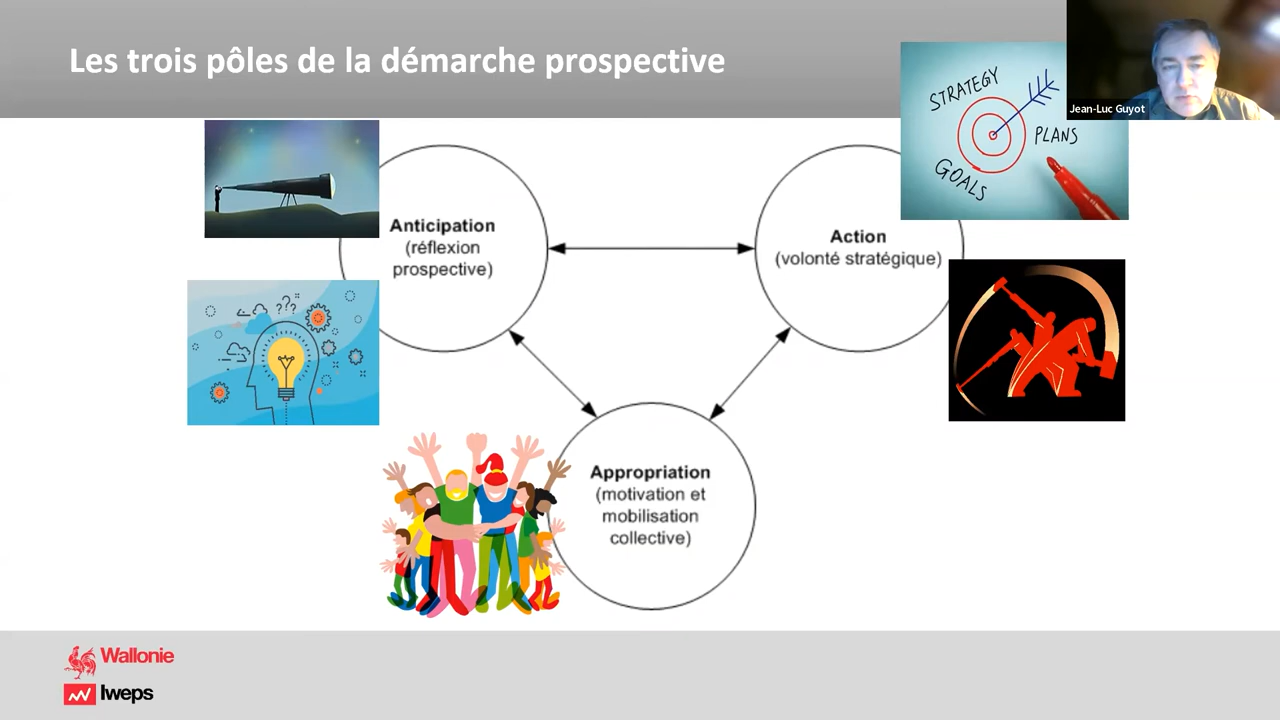 Les trois pôles de la démarche prospective
Jean-Luc Guyot
STRATEGY
PLANS
GOALS
Anticipation
(réflexion
prospective)
Action
(volonté stratégique)
???
Appropriation
(motivation et
mobilisation
collective)
Wallonie
Iweps